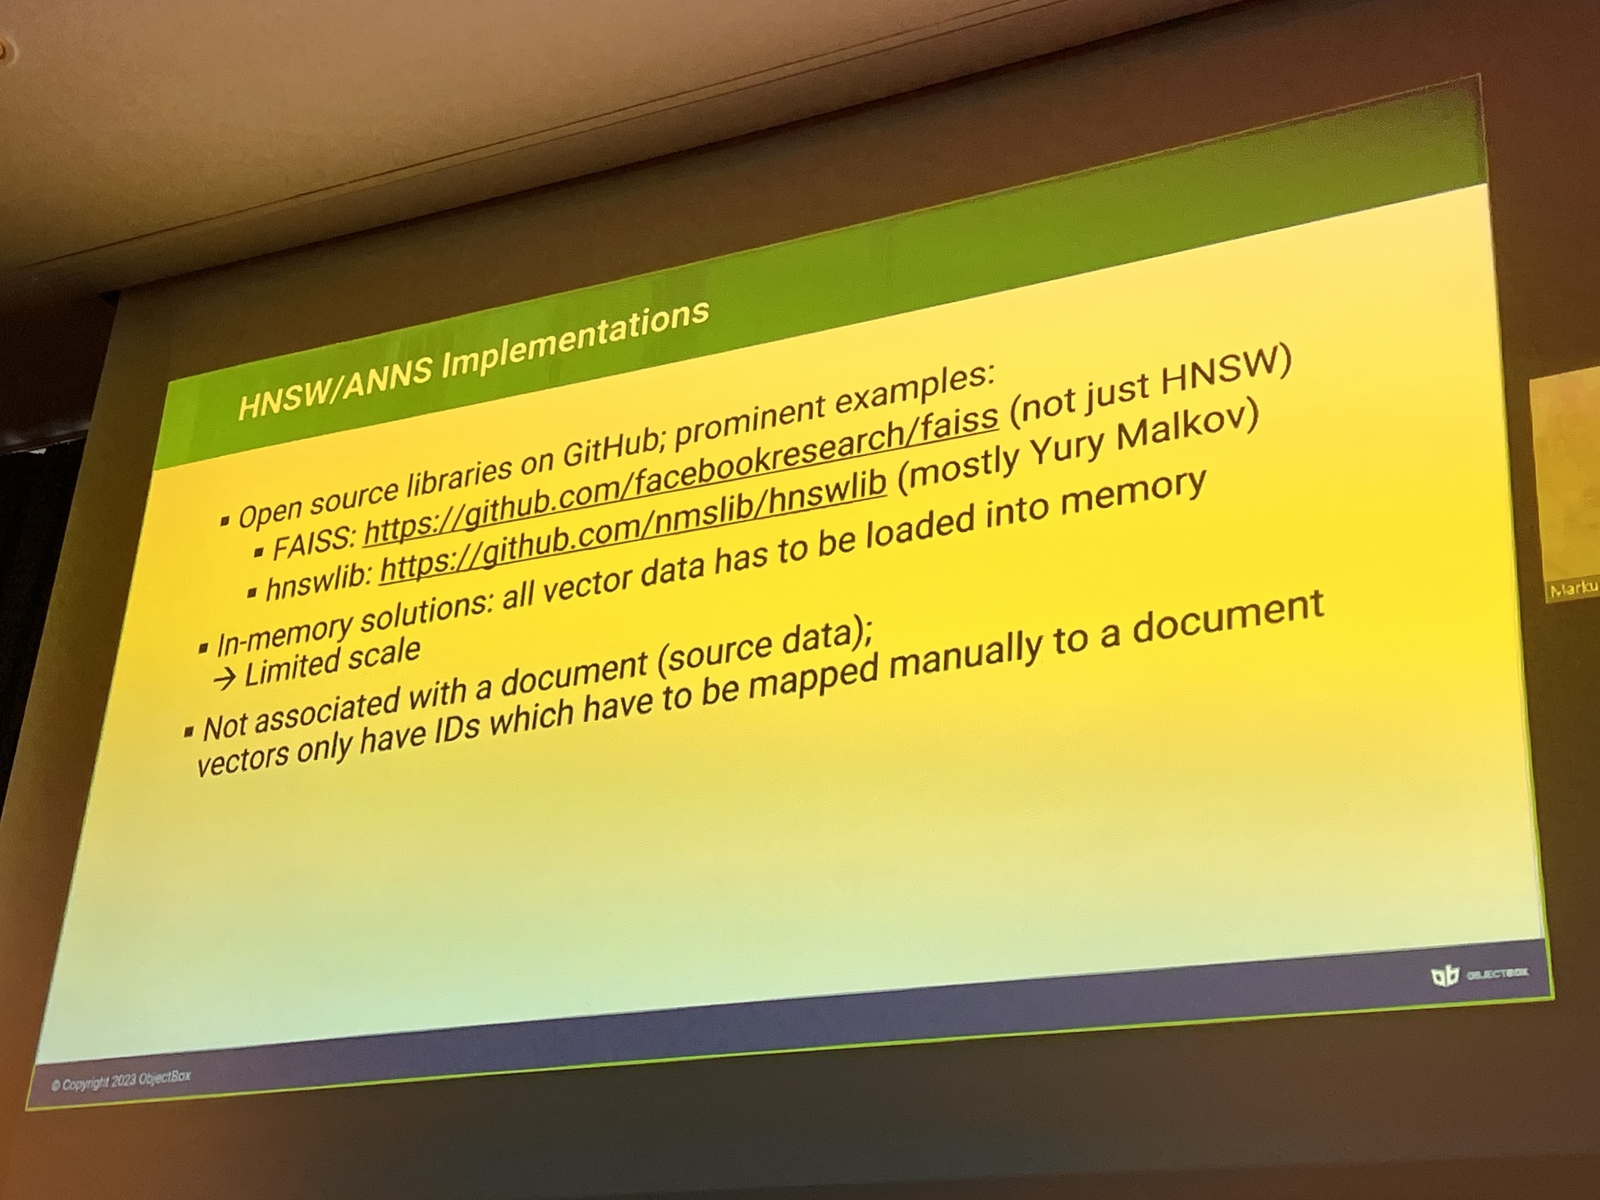 HNSW/ANNS Implementations
▪ Open source libraries on GitHub; prominent examples:
▪ FAISS: https://github.com/facebookresearch/faiss (not just HNSW)
▪ hnswlib: https://github.com/nmslib/hnswlib (mostly Yury Malkov)
▪ In-memory solutions: all vector data has to be loaded into memory
→ Limited scale
▪ Not associated with a document (source data);
vectors only have IDs which have to be mapped manually to a document
Marku
OBJECTBOX
© Copyright 2023 ObjectBox